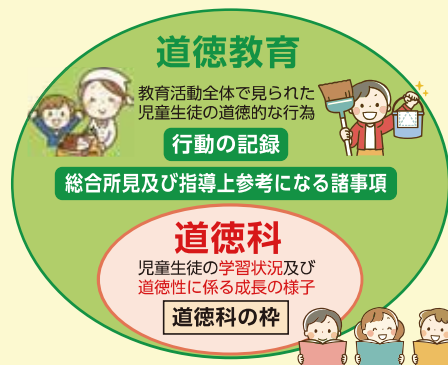 道徳教育
教育活動全体で見られた
児童生徒の道徳的な行為
行動の記録
総合所見及び指導上参考になる諸事項
道徳科
児童生徒の学習状況及び
道徳性に係る成長の様子
道徳科の枠